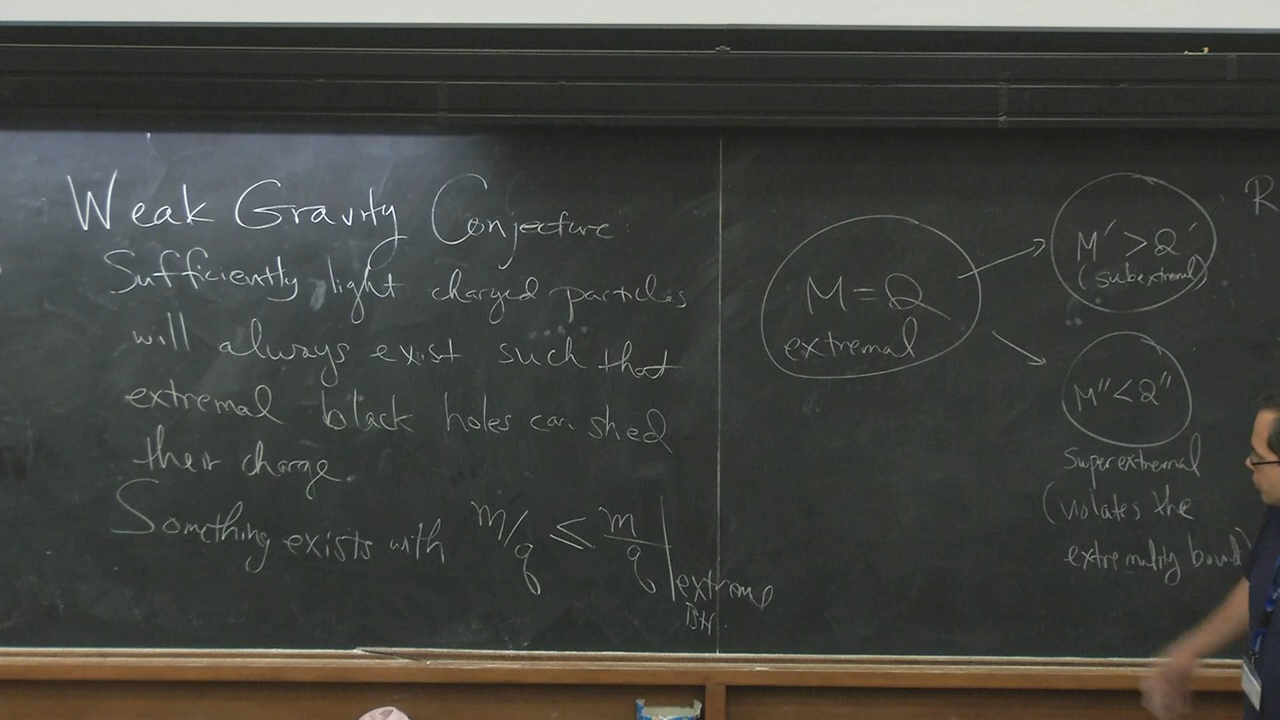 Weak Gravity Conjecture:
Sufficiently light charged particles
will always exist such that
extremal black holes can shed
their charge.
Something exists with m/q ≤ m/q | extreme BH.
M = Q
extremal
M' > Q'
(subextremal)
M'' < Q''
Superextremal
(violates the
extremality bound)
R